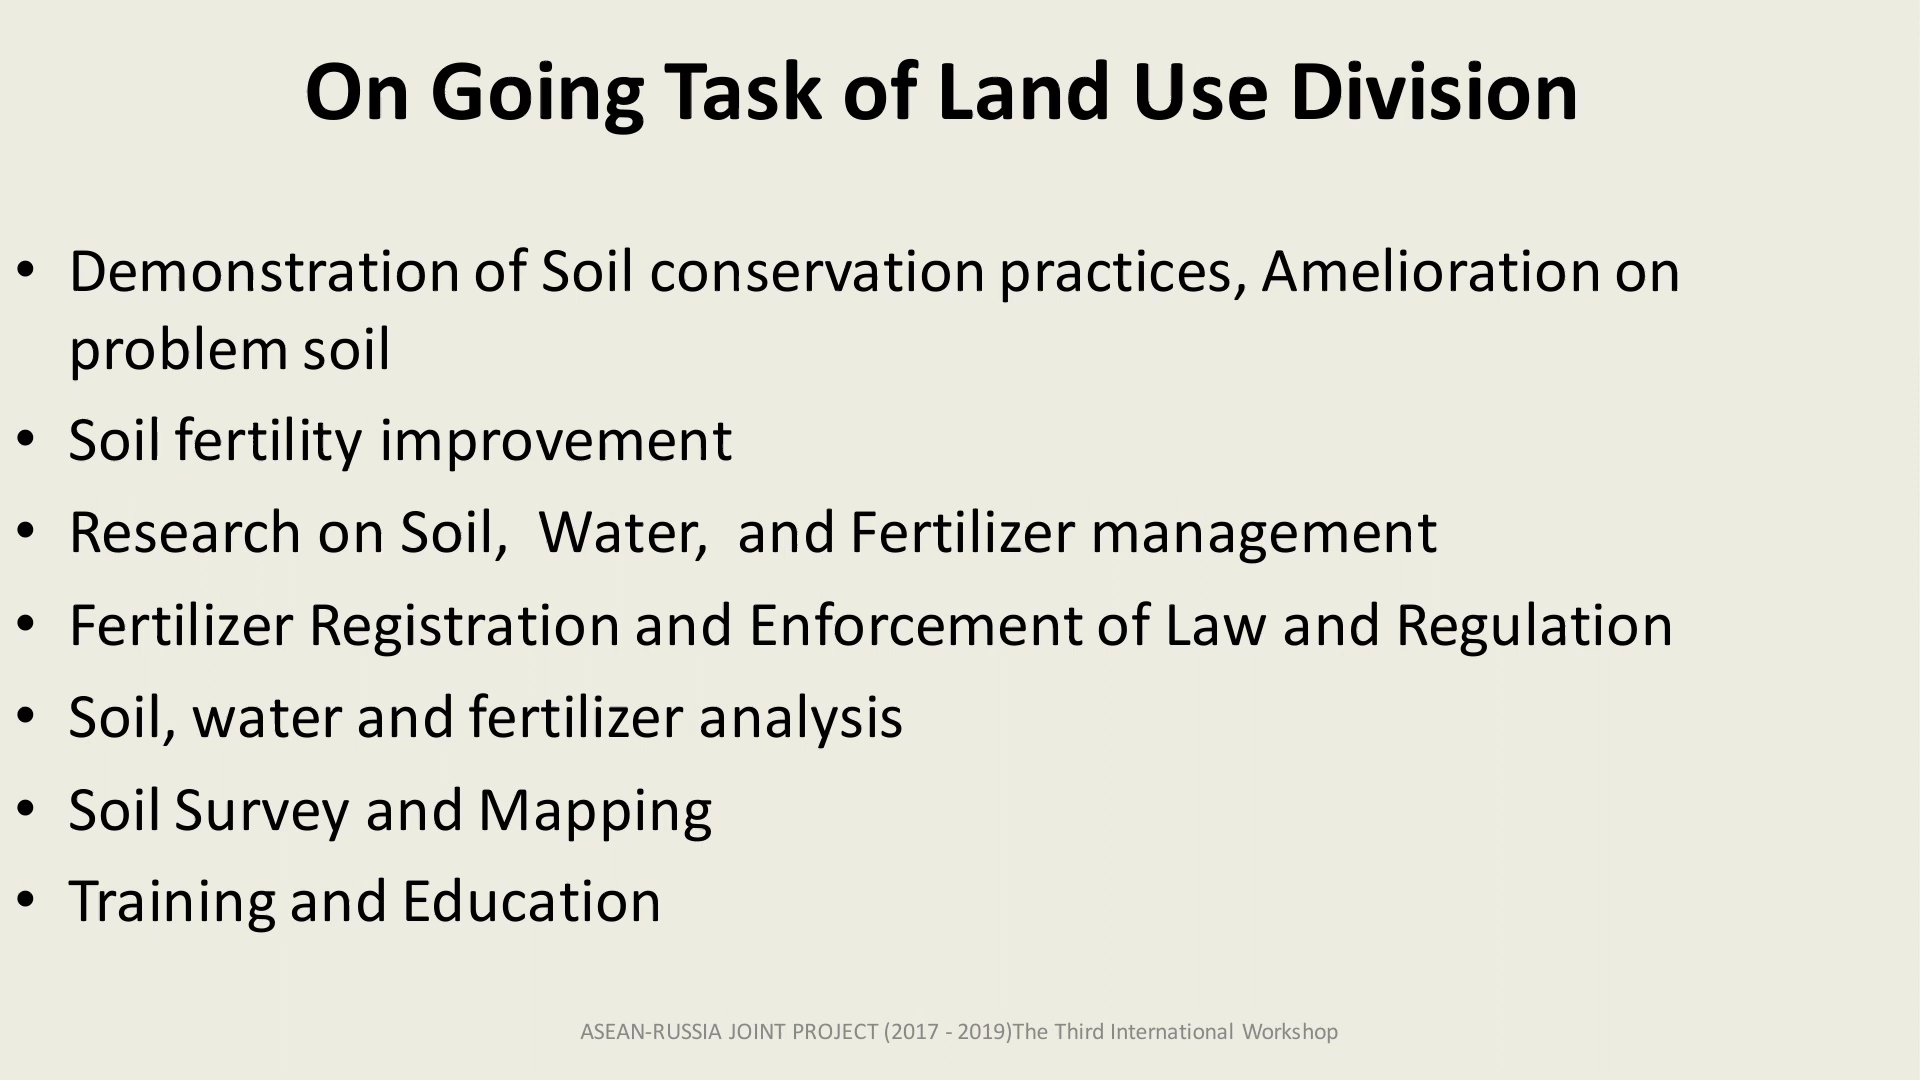 On Going Task of Land Use Division
• Demonstration of Soil conservation practices, Amelioration on
problem soil
• Soil fertility improvement
• Research on Soil,  Water,  and Fertilizer management
• Fertilizer Registration and Enforcement of Law and Regulation
• Soil, water and fertilizer analysis
• Soil Survey and Mapping
• Training and Education
ASEAN-RUSSIA JOINT PROJECT (2017 - 2019)The Third International Workshop